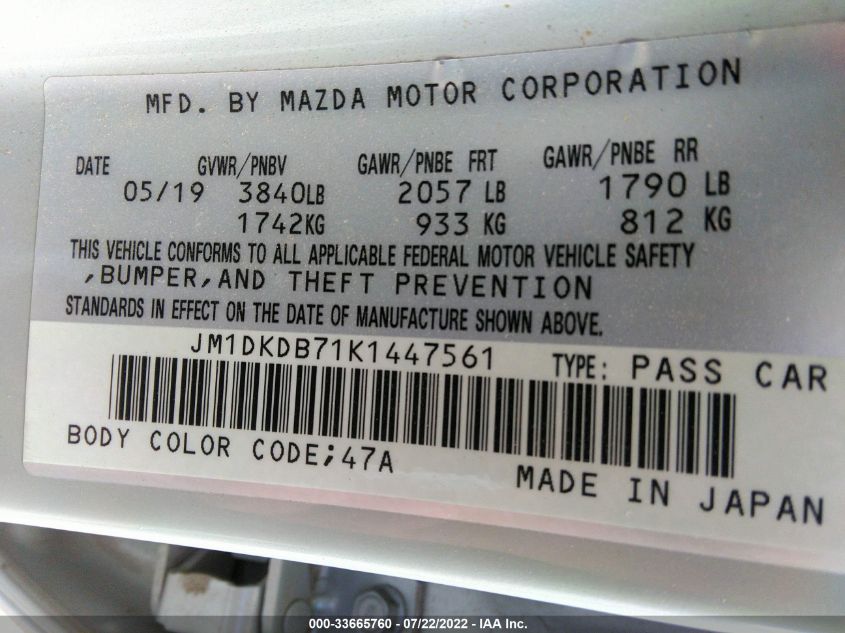 MFD. BY MAZDA MOTOR CORPORATION
DATE GVWR/PNBV GAWR/PNBE FRT GAWR/PNBE RR
05/19 3840LB 2057 LB 1790 LB
1742KG 933 KG 812 KG
THIS VEHICLE CONFORMS TO ALL APPLICABLE FEDERAL MOTOR VEHICLE SAFETY
,BUMPER,AND THEFT PREVENTION
STANDARDS IN EFFECT ON THE DATE OF MANUFACTURE SHOWN ABOVE.
JM1DKDB71K1447561 TYPE: PASS CAR
BODY COLOR CODE;47A
MADE IN JAPAN
000-33665760 - 07/22/2022 - IAA Inc.